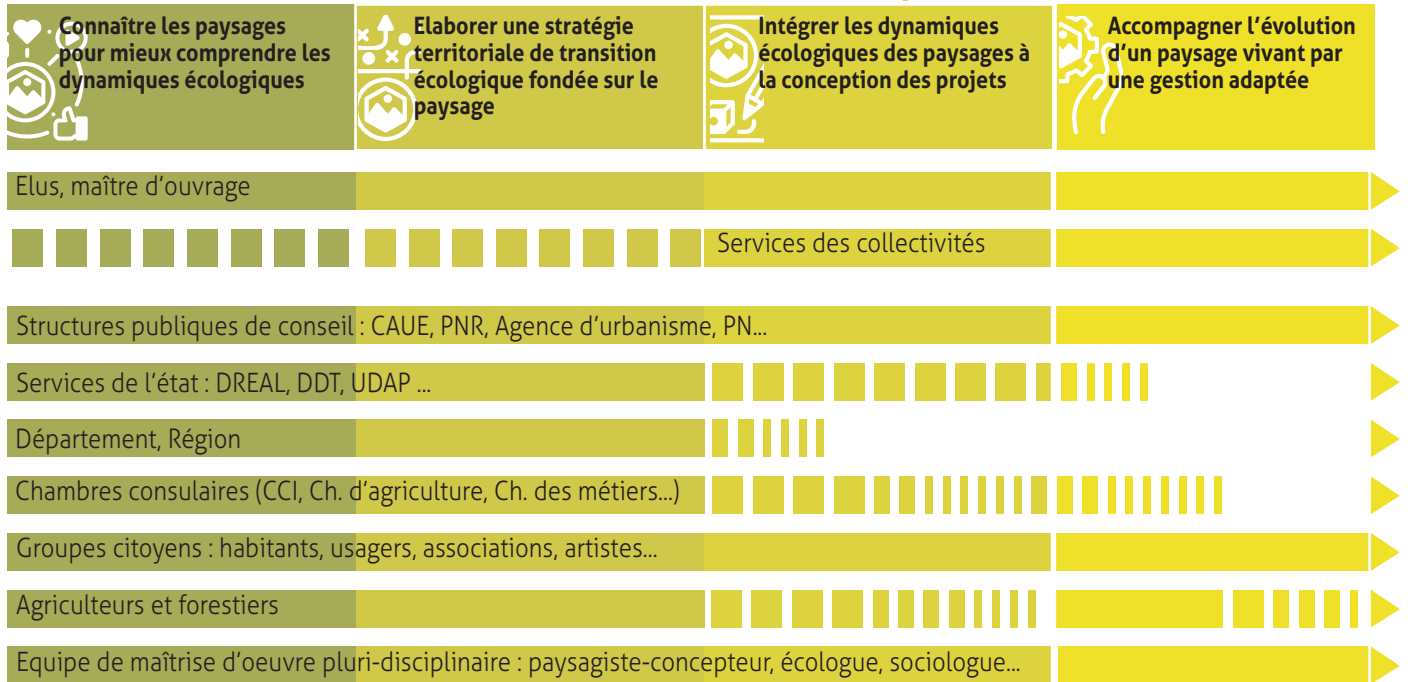 Connaître les paysages
pour mieux comprendre les
dynamiques écologiques
Elaborer une stratégie
territoriale de transition
écologique fondée sur le
paysage
Intégrer les dynamiques
écologiques des paysages à
la conception des projets
Accompagner l'évolution
d'un paysage vivant par
une gestion adaptée
Elus, maître d'ouvrage
Services des collectivités
Structures publiques de conseil : CAUE, PNR, Agence d'urbanisme, PN...
Services de l'état : DREAL, DDT, UDAP ...
Département, Région
Chambres consulaires (CCI, Ch. d'agriculture, Ch. des métiers...)
Groupes citoyens : habitants, usagers, associations, artistes...
Agriculteurs et forestiers
Equipe de maîtrise d'oeuvre pluri-disciplinaire : paysagiste-concepteur, écologue, sociologue...